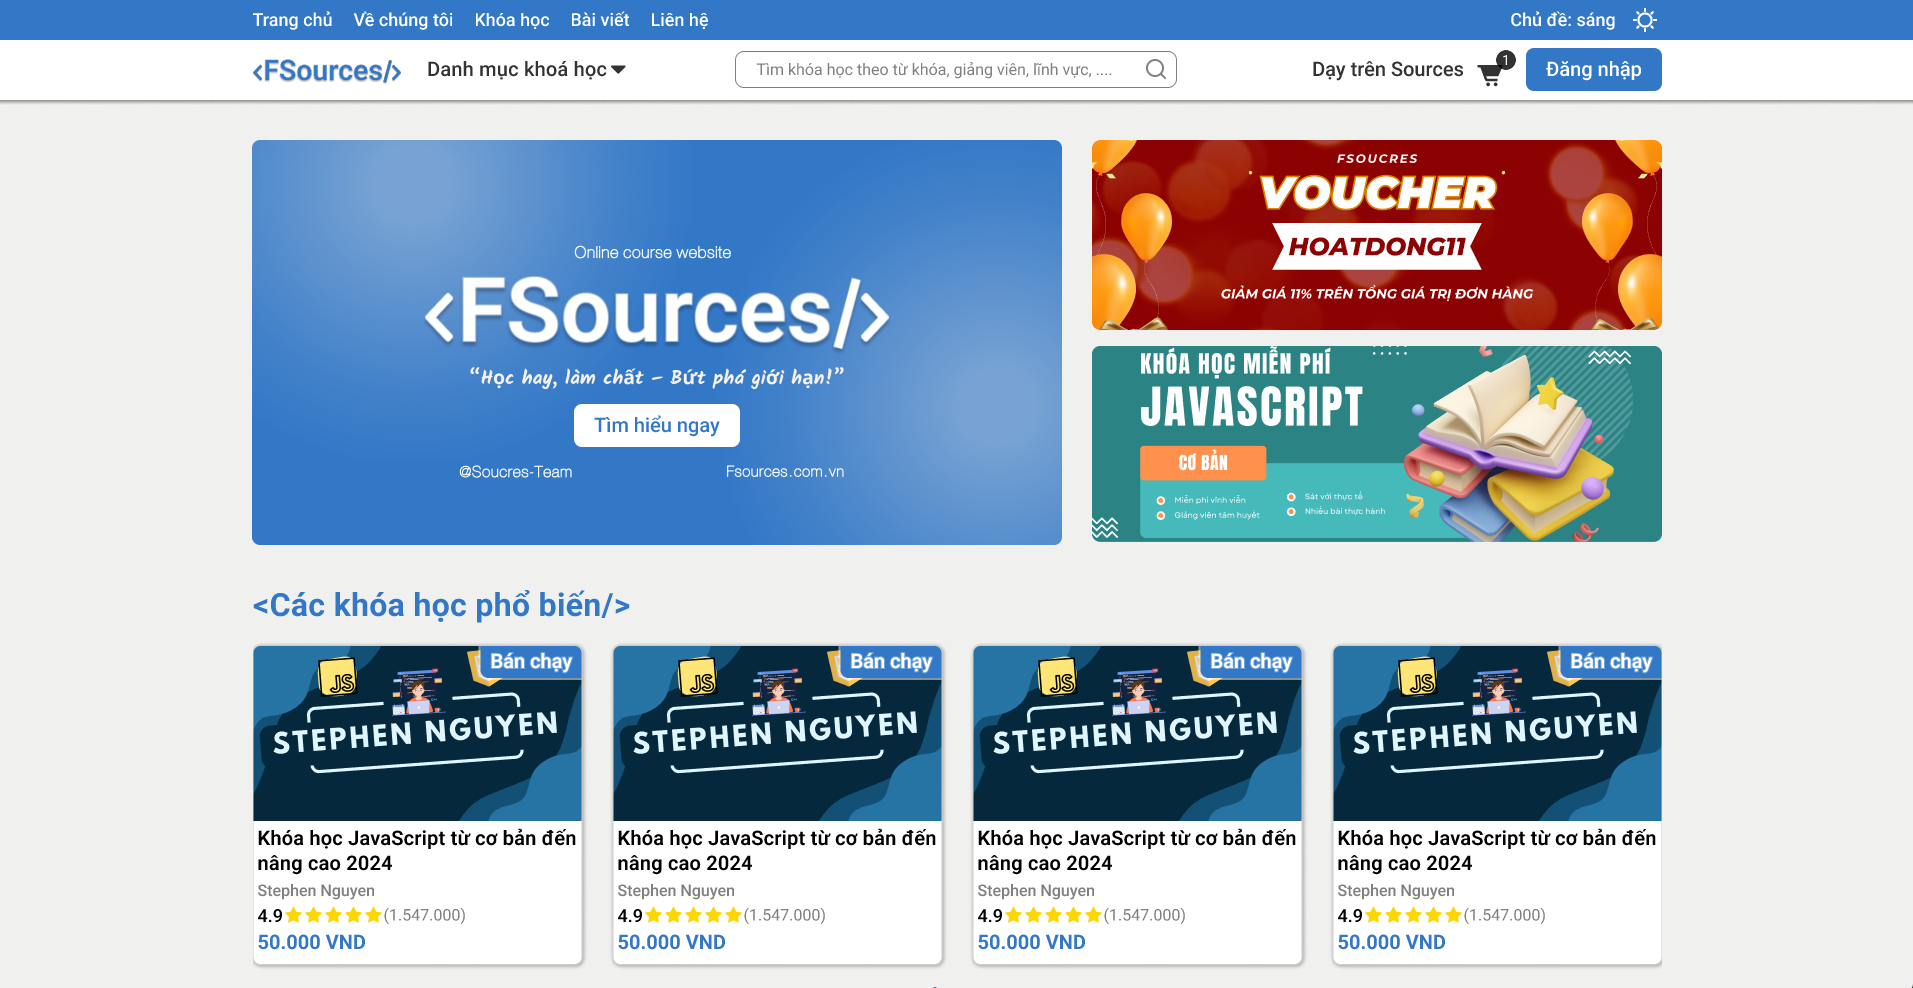 Trang chủ Về chúng tôi Khóa học Bài viết Liên hệ Chủ đề: sáng
<FSources/> Danh mục khoá học Tìm khóa học theo từ khóa, giảng viên, lĩnh vực, .... Dạy trên Sources 1 Đăng nhập
Online course website
<FSources/>
“Học hay, làm chất – Bứt phá giới hạn!”
Tìm hiểu ngay
@Soucres-Team Fsources.com.vn
FSOUCRES
VOUCHER
HOATDONG11
GIẢM GIÁ 11% TRÊN TỔNG GIÁ TRỊ ĐƠN HÀNG
KHÓA HỌC MIỄN PHÍ
JAVASCRIPT
CƠ BẢN
Miễn phí vĩnh viễn
Giảng viên tâm huyết
Sát với thực tế
Nhiều bài thực hành
<Các khóa học phổ biến/>
Bán chạy
JS
STEPHEN NGUYEN
Khóa học JavaScript từ cơ bản đến
nâng cao 2024
Stephen Nguyen
4.9 (1.547.000)
50.000 VND
Bán chạy
JS
STEPHEN NGUYEN
Khóa học JavaScript từ cơ bản đến
nâng cao 2024
Stephen Nguyen
4.9 (1.547.000)
50.000 VND
Bán chạy
JS
STEPHEN NGUYEN
Khóa học JavaScript từ cơ bản đến
nâng cao 2024
Stephen Nguyen
4.9 (1.547.000)
50.000 VND
Bán chạy
JS
STEPHEN NGUYEN
Khóa học JavaScript từ cơ bản đến
nâng cao 2024
Stephen Nguyen
4.9 (1.547.000)
50.000 VND